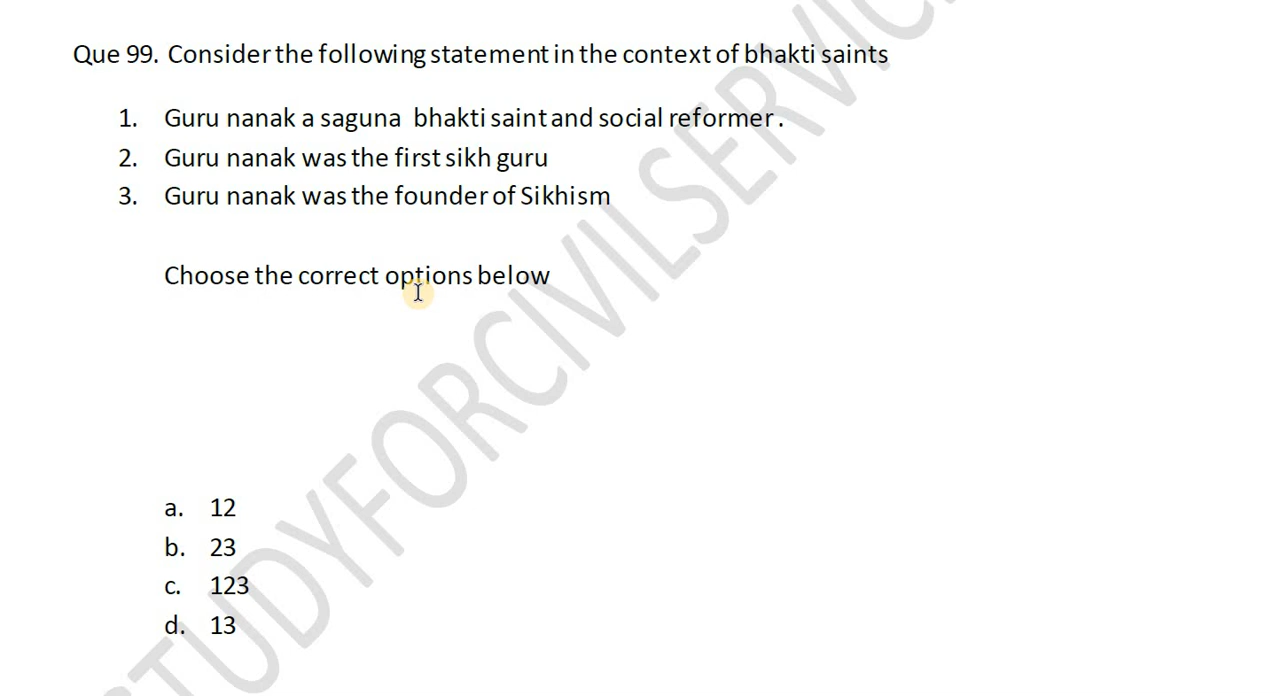 Que 99. Consider the following statement in the context of bhakti saints
1. Guru nanak a saguna bhakti saint and social reformer.
2. Guru nanak was the first sikh guru
3. Guru nanak was the founder of Sikhism
Choose the correct options below
a. 12
b. 23
c. 123
d. 13
STUDYFORCIVILSERVIC